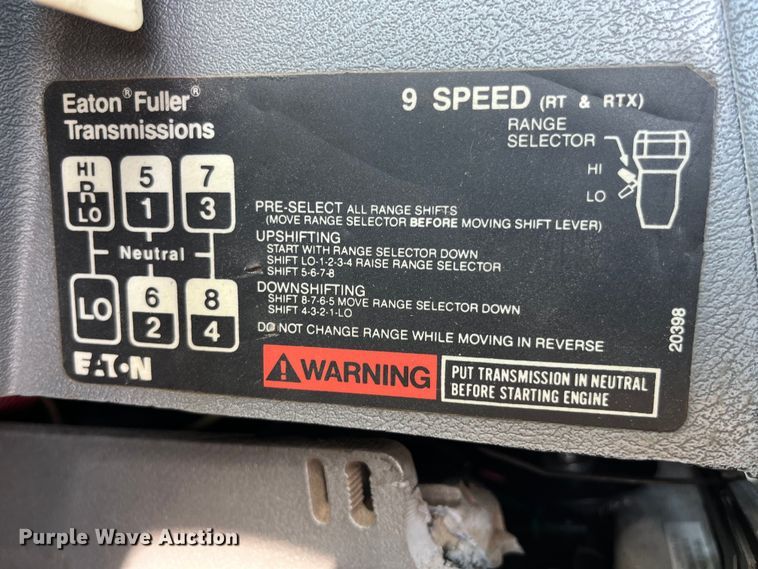 Eaton® Fuller®
Transmissions
9 SPEED (RT & RTX)
RANGE
SELECTOR
HI
LO
HI
R
LO
5
1
7
3
Neutral
LO
6
2
8
4
EATON
PRE-SELECT ALL RANGE SHIFTS
(MOVE RANGE SELECTOR BEFORE MOVING SHIFT LEVER)
UPSHIFTING
START WITH RANGE SELECTOR DOWN
SHIFT LO-1-2-3-4 RAISE RANGE SELECTOR
SHIFT 5-6-7-8
DOWNSHIFTING
SHIFT 8-7-6-5 MOVE RANGE SELECTOR DOWN
SHIFT 4-3-2-1-LO
DO NOT CHANGE RANGE WHILE MOVING IN REVERSE
20398
WARNING
PUT TRANSMISSION IN NEUTRAL
BEFORE STARTING ENGINE
Purple Wave Auction